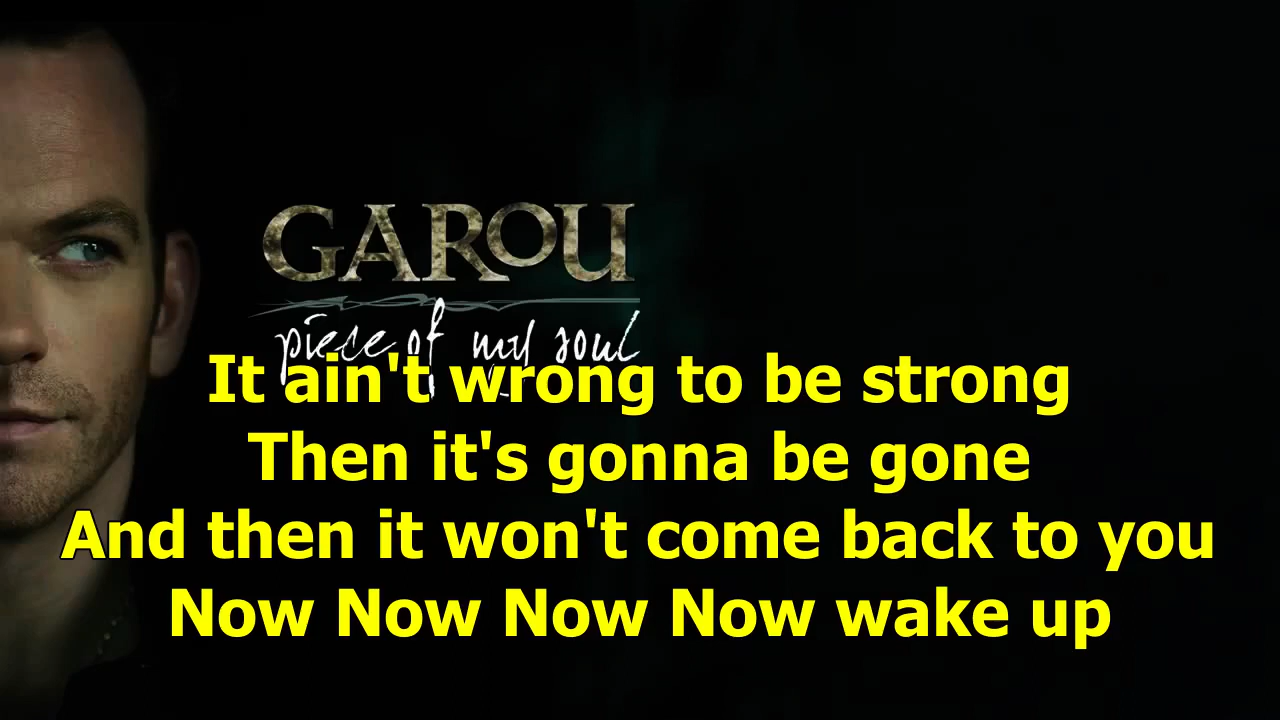 GAROU
piece of my soul
It ain't wrong to be strong
Then it's gonna be gone
And then it won't come back to you
Now Now Now Now wake up